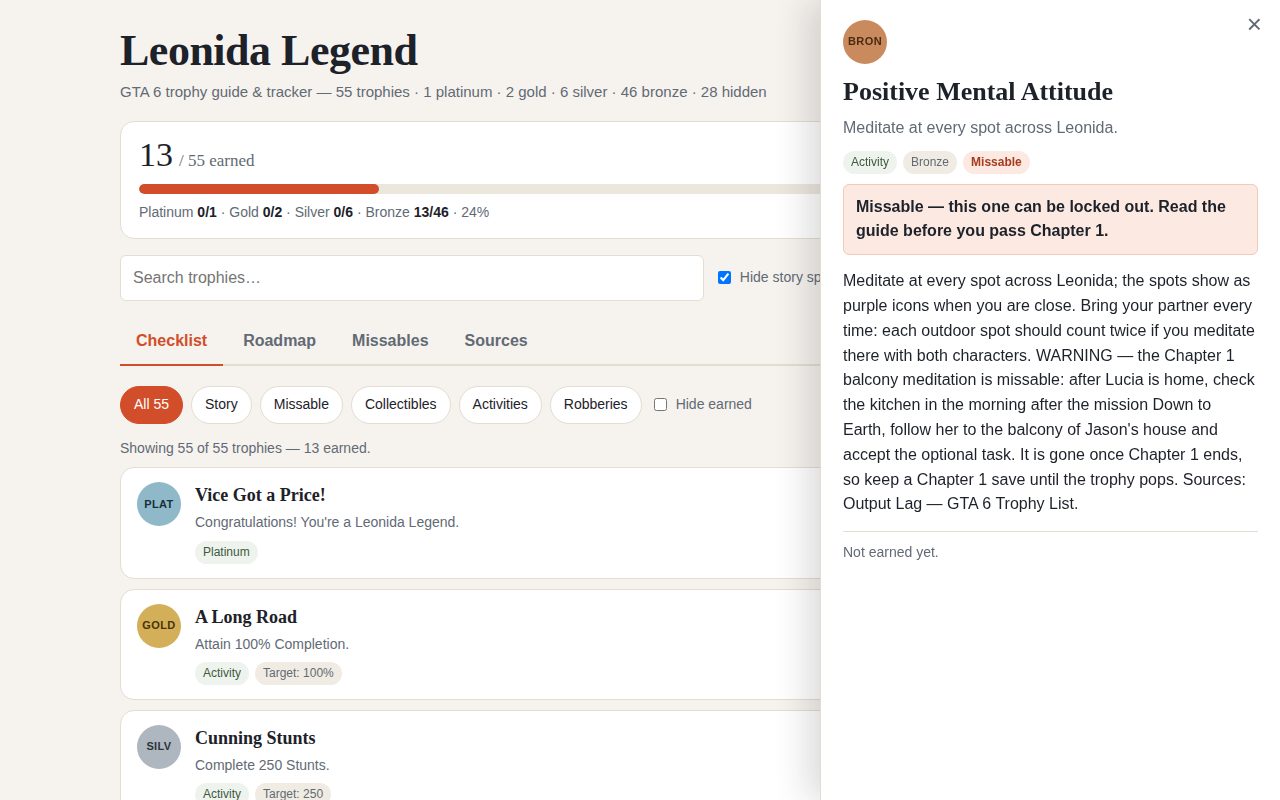 Leonida Legend
GTA 6 trophy guide & tracker — 55 trophies · 1 platinum · 2 gold · 6 silver · 46 bronze · 28 hidden
13 / 55 earned
Platinum 0/1 · Gold 0/2 · Silver 0/6 · Bronze 13/46 · 24%
Search trophies…
Hide story sp
Checklist Roadmap Missables Sources
All 55 Story Missable Collectibles Activities Robberies Hide earned
Showing 55 of 55 trophies — 13 earned.
PLAT
Vice Got a Price!
Congratulations! You're a Leonida Legend.
Platinum
GOLD
A Long Road
Attain 100% Completion.
Activity Target: 100%
SILV
Cunning Stunts
Complete 250 Stunts.
Activity Target: 250
×
BRON
Positive Mental Attitude
Meditate at every spot across Leonida.
Activity Bronze Missable
Missable — this one can be locked out. Read the
guide before you pass Chapter 1.
Meditate at every spot across Leonida; the spots show as
purple icons when you are close. Bring your partner every
time: each outdoor spot should count twice if you meditate
there with both characters. WARNING — the Chapter 1
balcony meditation is missable: after Lucia is home, check
the kitchen in the morning after the mission Down to
Earth, follow her to the balcony of Jason's house and
accept the optional task. It is gone once Chapter 1 ends,
so keep a Chapter 1 save until the trophy pops. Sources:
Output Lag — GTA 6 Trophy List.
Not earned yet.